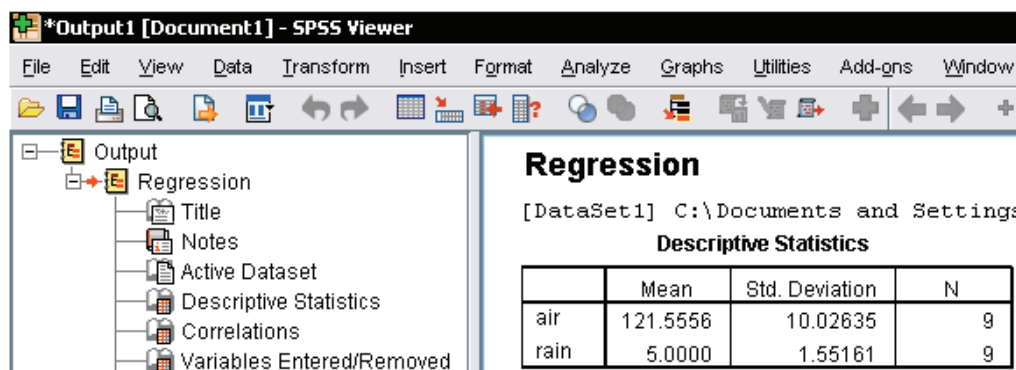 *Output1 [Document1] - SPSS Viewer
File Edit View Data Transform Insert Format Analyze Graphs Utilities Add-ons Window
Output
Regression
Title
Notes
Active Dataset
Descriptive Statistics
Correlations
Variables Entered/Removed
Regression
[DataSet1] C:\Documents and Settings
Descriptive Statistics
Mean Std. Deviation N
air 121.5556 10.02635 9
rain 5.0000 1.55161 9